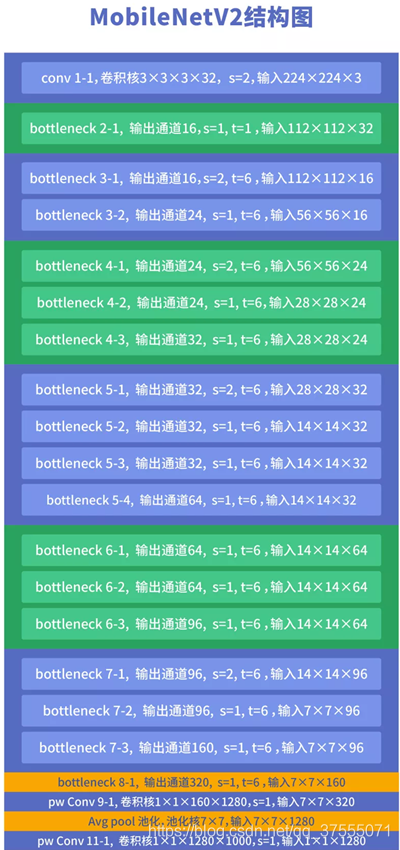 MobileNetV2结构图
conv 1-1, 卷积核3×3×3×32, s=2, 输入224×224×3
bottleneck 2-1, 输出通道16, s=1, t=1 , 输入112×112×32
bottleneck 3-1, 输出通道16, s=2, t=6 , 输入112×112×16
bottleneck 3-2, 输出通道24, s=1, t=6 , 输入56×56×16
bottleneck 4-1, 输出通道24, s=2, t=6 , 输入56×56×24
bottleneck 4-2, 输出通道24, s=1, t=6, 输入28×28×24
bottleneck 4-3, 输出通道32, s=1, t=6 , 输入28×28×24
bottleneck 5-1, 输出通道32, s=2, t=6 , 输入28×28×32
bottleneck 5-2, 输出通道32, s=1, t=6 , 输入14×14×32
bottleneck 5-3, 输出通道32, s=1, t=6 , 输入14×14×32
bottleneck 5-4, 输出通道64, s=1, t=6 , 输入14×14×32
bottleneck 6-1, 输出通道64, s=1, t=6 , 输入14×14×64
bottleneck 6-2, 输出通道64, s=1, t=6 , 输入14×14×64
bottleneck 6-3, 输出通道96, s=1, t=6 , 输入14×14×64
bottleneck 7-1, 输出通道96, s=2, t=6 , 输入14×14×96
bottleneck 7-2, 输出通道96, s=1, t=6 , 输入7×7×96
bottleneck 7-3, 输出通道160, s=1, t=6 , 输入7×7×96
bottleneck 8-1, 输出通道320, s=1, t=6 , 输入7×7×160
pw Conv 9-1, 卷积核1×1×160×1280, s=1, 输入7×7×320
Avg pool 池化, 池化核7×7, 输入7×7×1280
https://blog.csdn.net/qq_37555071
pw Conv 11-1, 卷积核1×1×1280×1000, s=1, 输入1×1×1280